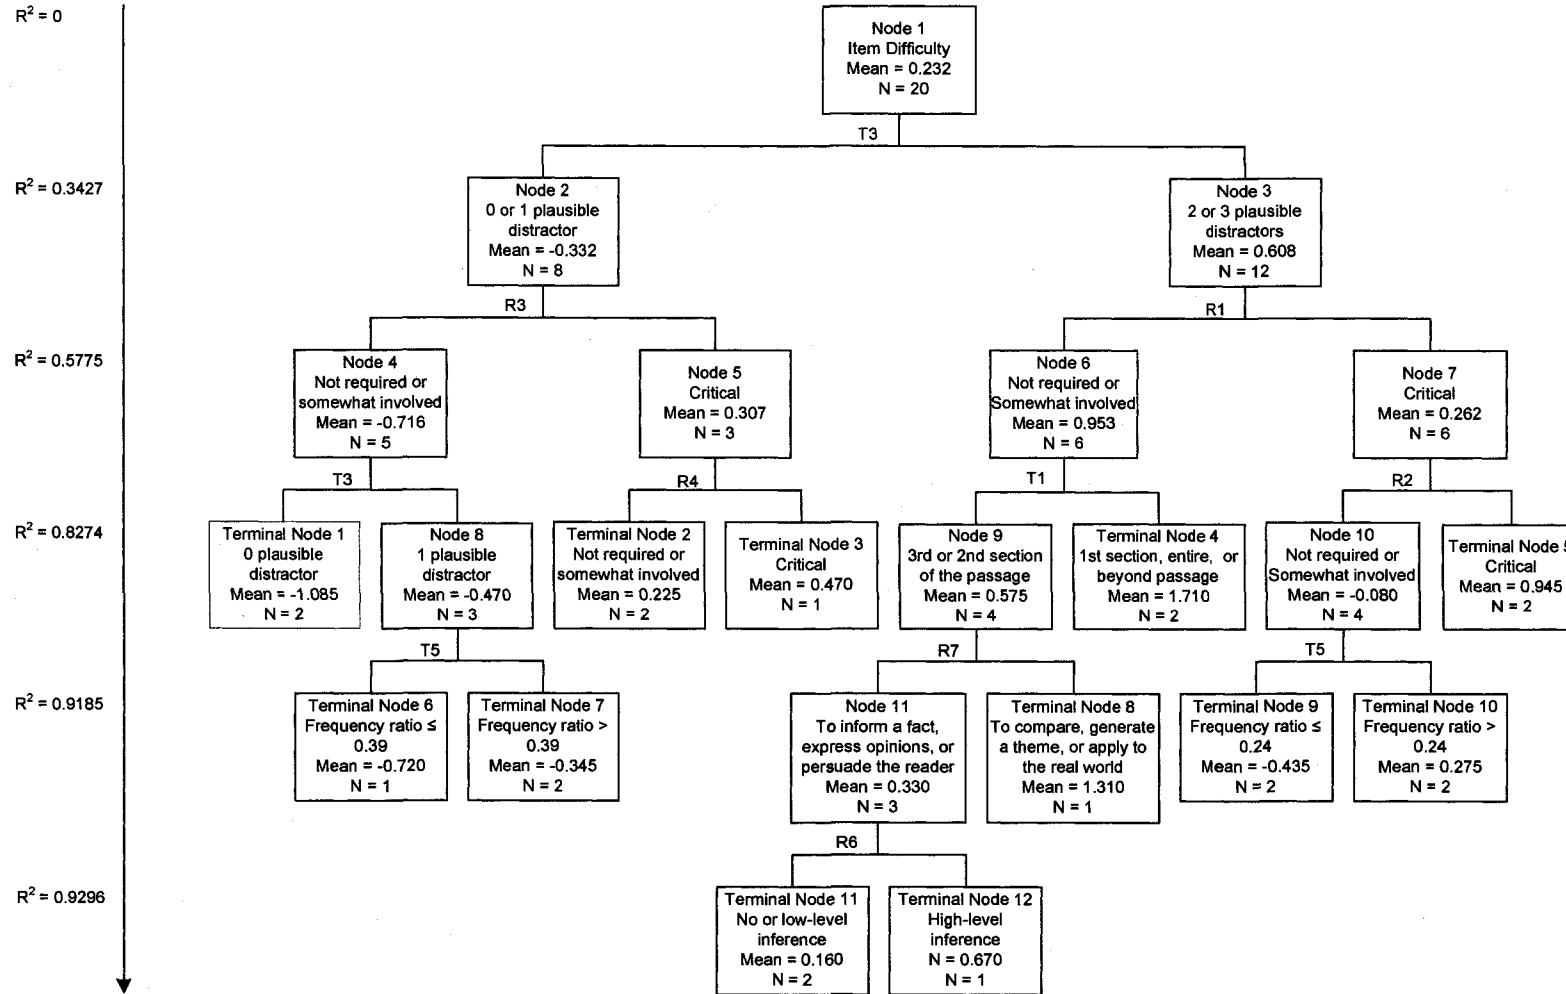 R² = 0
Node 1
Item Difficulty
Mean = 0.232
N = 20
T3
R² = 0.3427
Node 2
0 or 1 plausible
distractor
Mean = -0.332
N = 8
Node 3
2 or 3 plausible
distractors
Mean = 0.608
N = 12
R3
R1
R² = 0.5775
Node 4
Not required or
somewhat involved
Mean = -0.716
N = 5
Node 5
Critical
Mean = 0.307
N = 3
Node 6
Not required or
Somewhat involved
Mean = 0.953
N = 6
Node 7
Critical
Mean = 0.262
N = 6
T3
R4
T1
R2
R² = 0.8274
Terminal Node 1
0 plausible
distractor
Mean = -1.085
N = 2
Node 8
1 plausible
distractor
Mean = -0.470
N = 3
Terminal Node 2
Not required or
somewhat involved
Mean = 0.225
N = 2
Terminal Node 3
Critical
Mean = 0.470
N = 1
Node 9
3rd or 2nd section
of the passage
Mean = 0.575
N = 4
Terminal Node 4
1st section, entire, or
beyond passage
Mean = 1.710
N = 2
Node 10
Not required or
Somewhat involved
Mean = -0.080
N = 4
Terminal Node 5
Critical
Mean = 0.945
N = 2
T5
R7
T5
R² = 0.9185
Terminal Node 6
Frequency ratio ≤
0.39
Mean = -0.720
N = 1
Terminal Node 7
Frequency ratio >
0.39
Mean = -0.345
N = 2
Node 11
To inform a fact,
express opinions, or
persuade the reader
Mean = 0.330
N = 3
Terminal Node 8
To compare, generate
a theme, or apply to
the real world
Mean = 1.310
N = 1
Terminal Node 9
Frequency ratio ≤
0.24
Mean = -0.435
N = 2
Terminal Node 10
Frequency ratio >
0.24
Mean = 0.275
N = 2
R6
R² = 0.9296
Terminal Node 11
No or low-level
inference
Mean = 0.160
N = 2
Terminal Node 12
High-level
inference
N = 0.670
N = 1